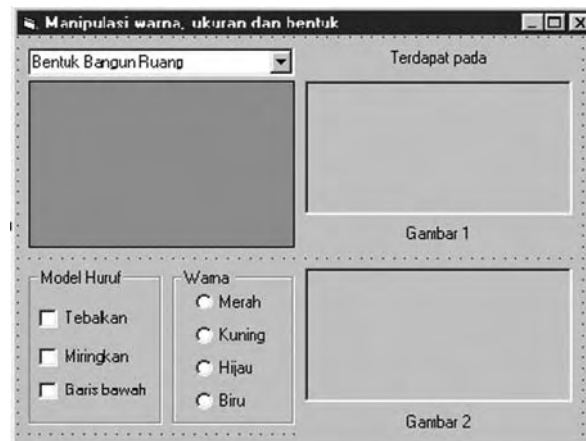 Manipulasi warna, ukuran dan bentuk
Bentuk Bangun Ruang
Terdapat pada
Gambar 1
Model Huruf
Tebalkan
Miringkan
Garis bawah
Warna
Merah
Kuning
Hijau
Biru
Gambar 2